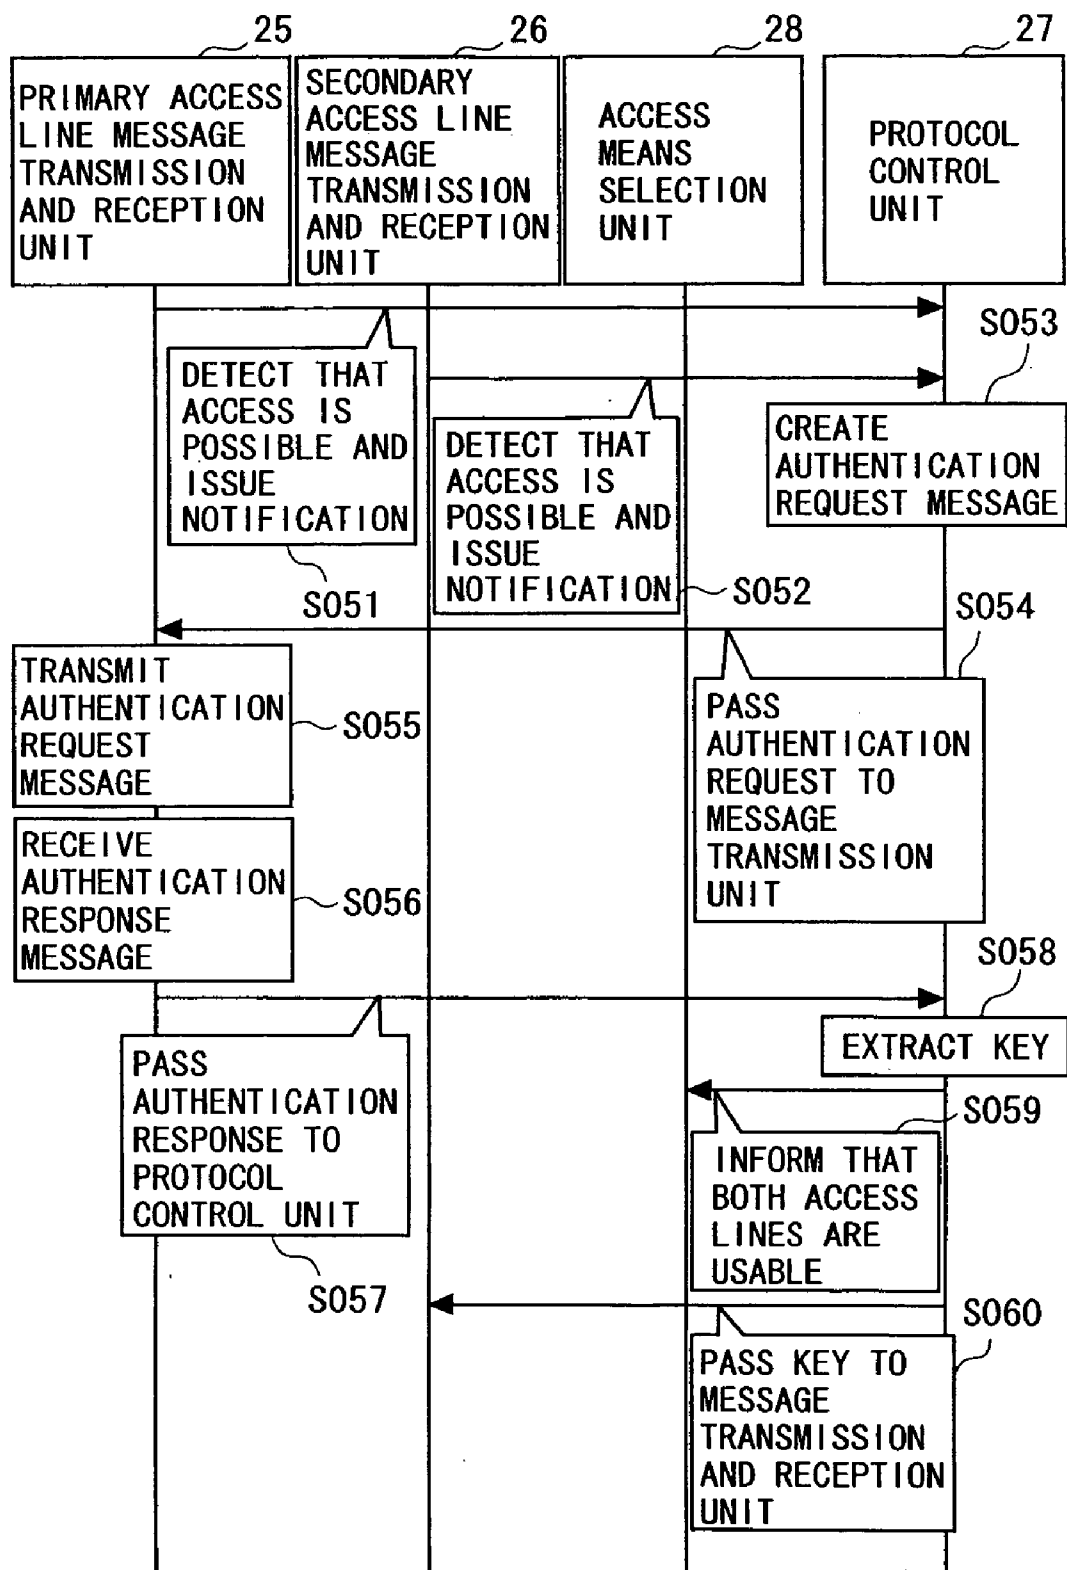 25
26
28
27
PRIMARY ACCESS
LINE MESSAGE
TRANSMISSION
AND RECEPTION
UNIT
SECONDARY
ACCESS LINE
MESSAGE
TRANSMISSION
AND RECEPTION
UNIT
ACCESS
MEANS
SELECTION
UNIT
PROTOCOL
CONTROL
UNIT
DETECT THAT
ACCESS IS
POSSIBLE AND
ISSUE
NOTIFICATION
S051
DETECT THAT
ACCESS IS
POSSIBLE AND
ISSUE
NOTIFICATION
S052
S053
CREATE
AUTHENTICATION
REQUEST MESSAGE
S054
PASS
AUTHENTICATION
REQUEST TO
MESSAGE
TRANSMISSION
UNIT
TRANSMIT
AUTHENTICATION
REQUEST
MESSAGE
S055
RECEIVE
AUTHENTICATION
RESPONSE
MESSAGE
S056
PASS
AUTHENTICATION
RESPONSE TO
PROTOCOL
CONTROL UNIT
S057
S058
EXTRACT KEY
S059
INFORM THAT
BOTH ACCESS
LINES ARE
USABLE
S060
PASS KEY TO
MESSAGE
TRANSMISSION
AND RECEPTION
UNIT